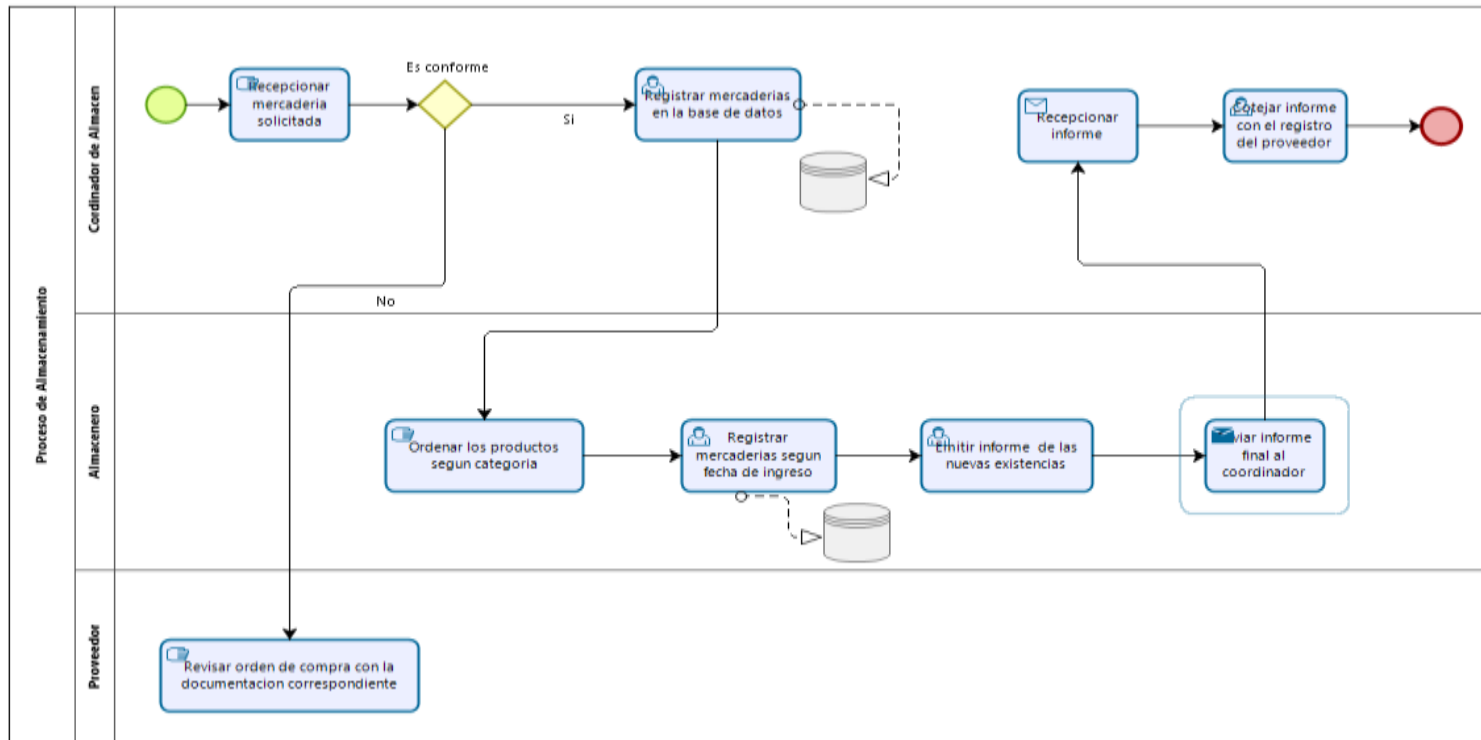 Proceso de Almacenamiento
Cordinador de Almacen
Recepcionar
mercaderia
solicitada
Es conforme
Si
No
Registrar mercaderias
en la base de datos
Recepcionar
informe
Cotejar informe
con el registro
del proveedor
Almacenero
Ordenar los productos
segun categoria
Registrar
mercaderias segun
fecha de ingreso
Emitir informe de las
nuevas existencias
informe
final al
coordinador
Proveedor
Revisar orden de compra con la
documentacion correspondiente